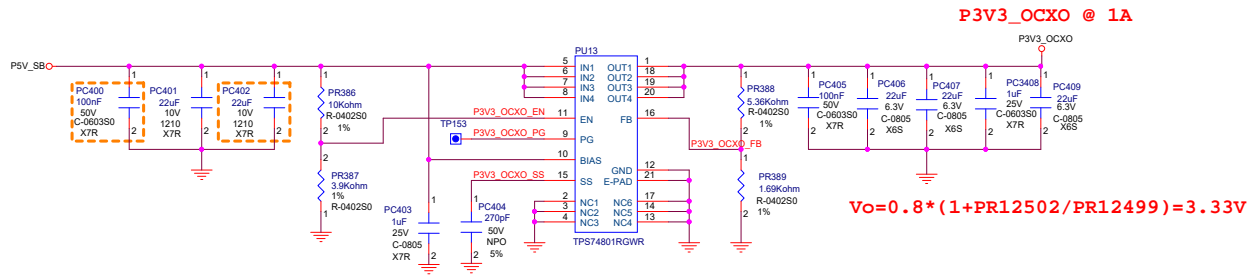 P3V3_OCXO @ 1A
P3V3_OCXO
P5V_SB
1
PC400
100nF
50V
C-0603S0
X7R
2
1
PC401
22uF
10V
1210
X7R
2
1
PC402
22uF
10V
1210
X7R
2
1
PR386
10Kohm
R-0402S0
1%
2
2
PR387
3.9Kohm
1%
R-0402S0
1
1
PC403
1uF
25V
C-0805
X7R
2
1
PC404
270pF
50V
NPO
5%
2
TP153
P3V3_OCXO_EN
P3V3_OCXO_PG
P3V3_OCXO_SS
PU13
5 IN1 OUT1 1
6 IN2 OUT2 18
7 IN3 OUT3 19
8 IN4 OUT4 20
11 EN FB 16
9 PG
10 BIAS
GND 12
15 SS E-PAD 21
2 NC1 NC6 17
3 NC2 NC5 14
4 NC3 NC4 13
TPS74801RGWR
1
PR388
5.36Kohm
R-0402S0
1%
2
P3V3_OCXO_FB
1
PR389
1.69Kohm
R-0402S0
1%
2
1
PC405
100nF
50V
C-0603S0
X7R
2
1
PC406
22uF
6.3V
C-0805
X6S
2
1
PC407
22uF
6.3V
C-0805
X6S
2
1
PC3408
1uF
25V
C-0603S0
X7R
2
1
PC409
22uF
6.3V
C-0805
X6S
2
Vo=0.8*(1+PR12502/PR12499)=3.33V